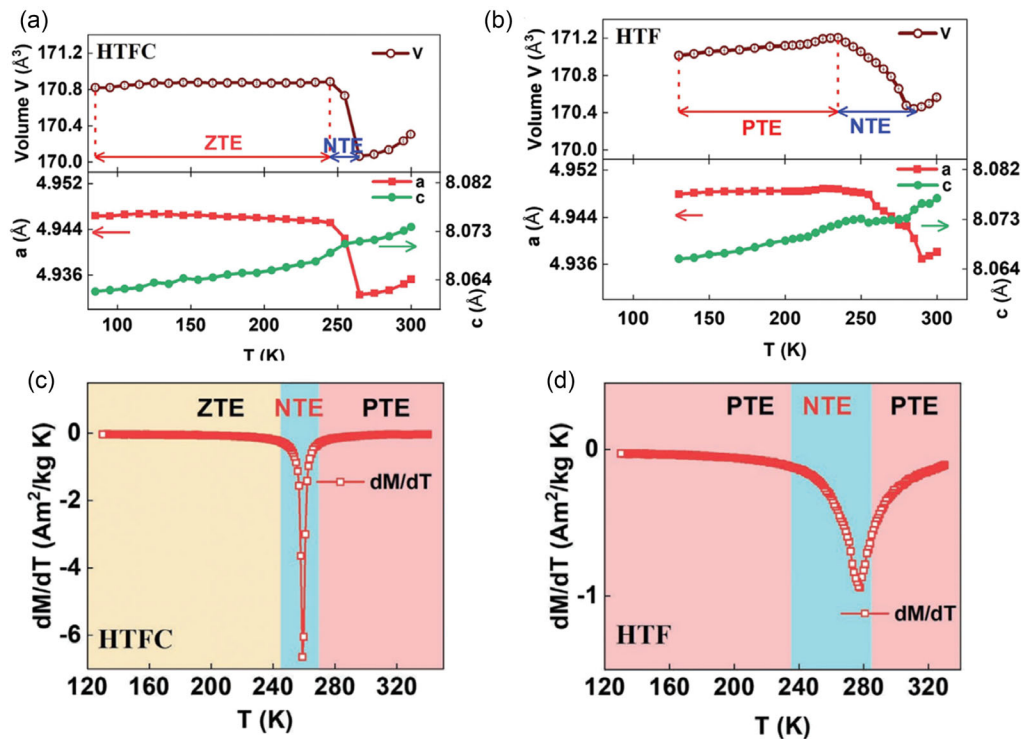 (a)
HTFC
V
Volume V (Å³)
171.2
170.8
170.4
170.0
ZTE
NTE
a
c
a (Å)
4.952
4.944
4.936
c (Å)
8.082
8.073
8.064
100 150 200 250 300
T (K)
(b)
HTF
V
Volume V (Å³)
171.2
170.8
170.4
170.0
PTE
NTE
a
c
a (Å)
4.952
4.944
4.936
c (Å)
8.082
8.073
8.064
100 150 200 250 300
T (K)
(c)
ZTE NTE PTE
dM/dT
dM/dT (Am²/kg K)
0
-2
-4
-6
HTFC
120 160 200 240 280 320
T (K)
(d)
PTE NTE PTE
dM/dT
dM/dT (Am²/kg K)
0
-1
HTF
120 160 200 240 280 320
T (K)